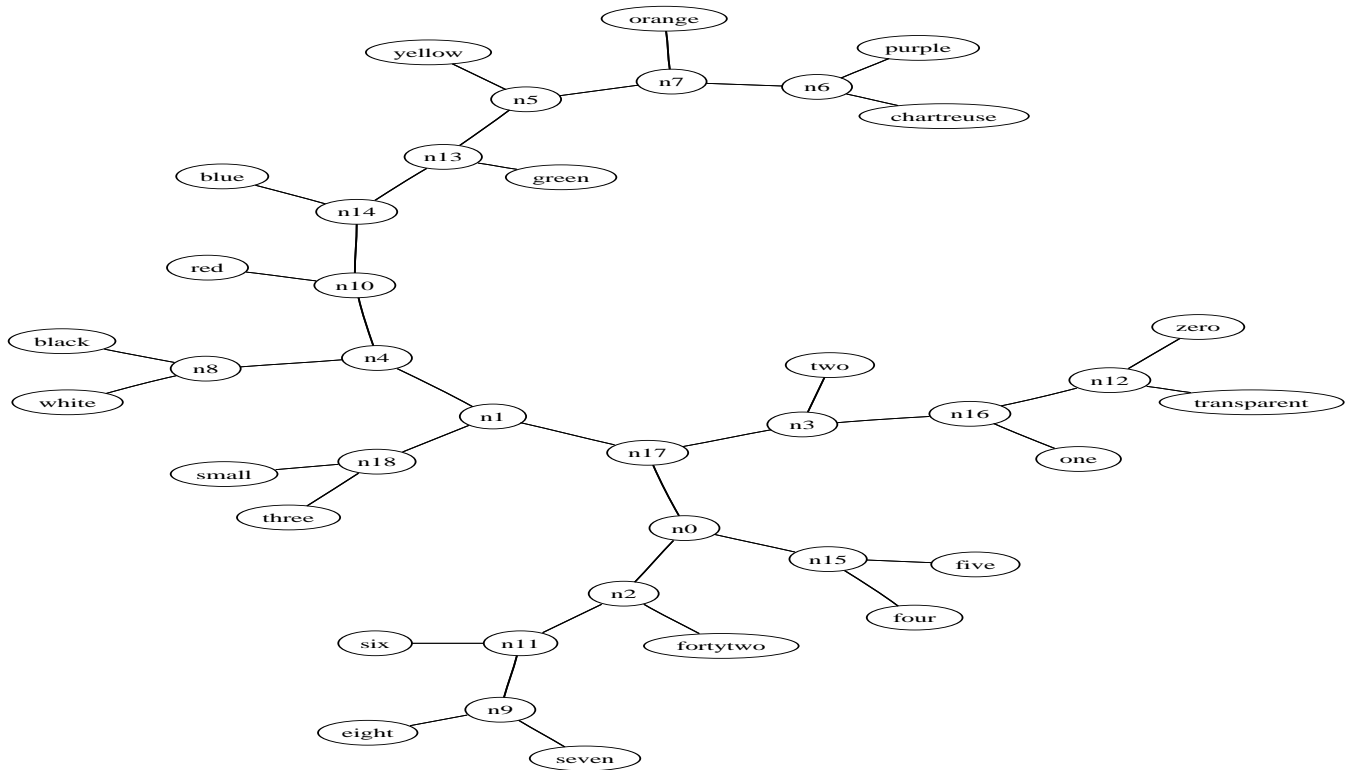 orange
yellow
purple
n7
n6
n5
chartreuse
n13
blue
green
n14
red
n10
zero
black
n4
two
n8
n12
white
transparent
n16
n1
n3
n17
one
n18
small
three
n0
n15
five
n2
four
six
n11
fortytwo
n9
eight
seven